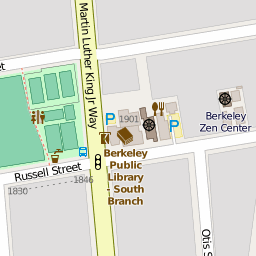 et
Martin Luther King Jr Way
P
1901
Berkeley
Zen Center
P
Berkeley
Public
Library
- South
Branch
Russell Street
1830
1846
Otis S